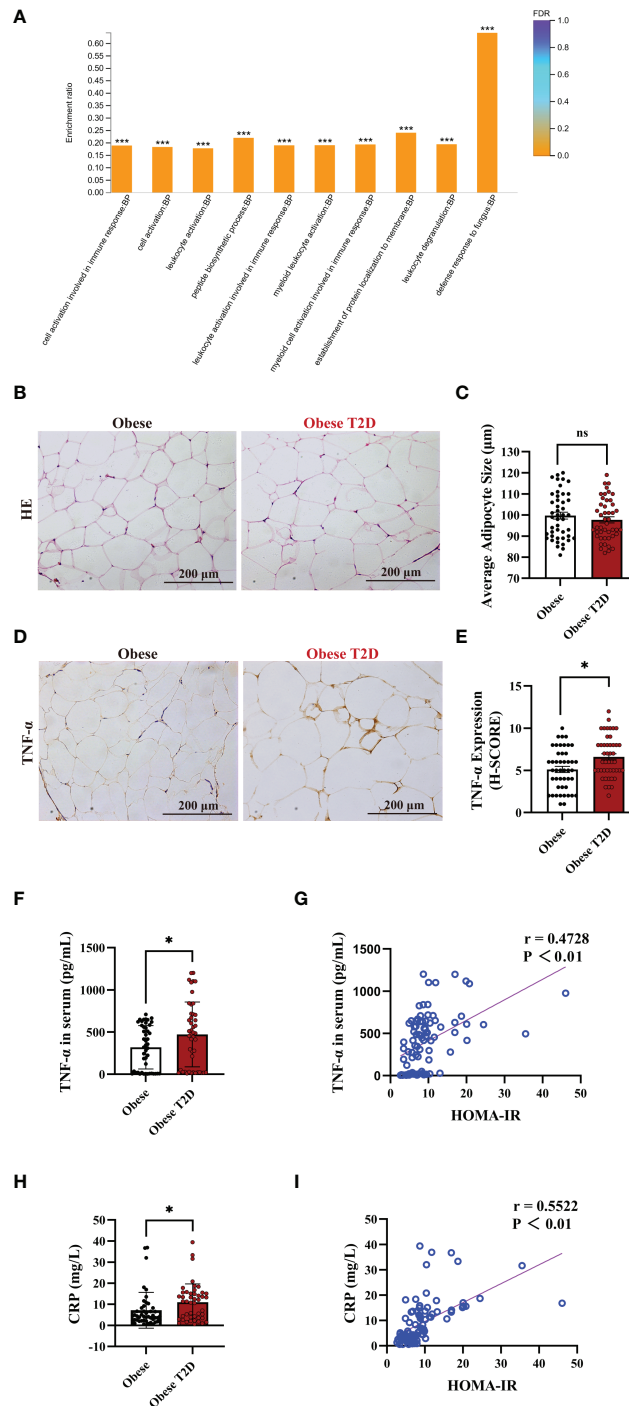 A
FDR
1.0
0.8
0.6
0.4
0.2
0.0
Enrichment ratio
0.60
0.55
0.50
0.45
0.40
0.35
0.30
0.25
0.20
0.15
0.10
0.05
0.00
*** *** *** *** *** *** *** *** *** ***
cell activation involved in immune response:BP
cell activation:BP
leukocyte activation:BP
peptide biosynthetic process:BP
leukocyte activation involved in immune response:BP
myeloid leukocyte activation:BP
myeloid cell activation involved in immune response:BP
establishment of protein localization to membrane:BP
leukocyte degranulation:BP
defense response to fungus:BP
B
Obese
Obese T2D
HE
200 μm
200 μm
C
ns
Average Adipocyte Size (μm)
130
120
110
100
90
80
70
Obese
Obese T2D
D
Obese
Obese T2D
TNF-α
200 μm
200 μm
E
*
TNF-α Expression
(H-SCORE)
15
10
5
0
Obese
Obese T2D
F
*
TNF-α in serum (pg/mL)
1500
1000
500
0
Obese
Obese T2D
G
r = 0.4728
P < 0.01
TNF-α in serum (pg/mL)
1500
1000
500
0
0 10 20 30 40 50
HOMA-IR
H
*
CRP (mg/L)
50
40
30
20
10
0
-10
Obese
Obese T2D
I
r = 0.5522
P < 0.01
CRP (mg/L)
50
40
30
20
10
0
0 10 20 30 40 50
HOMA-IR